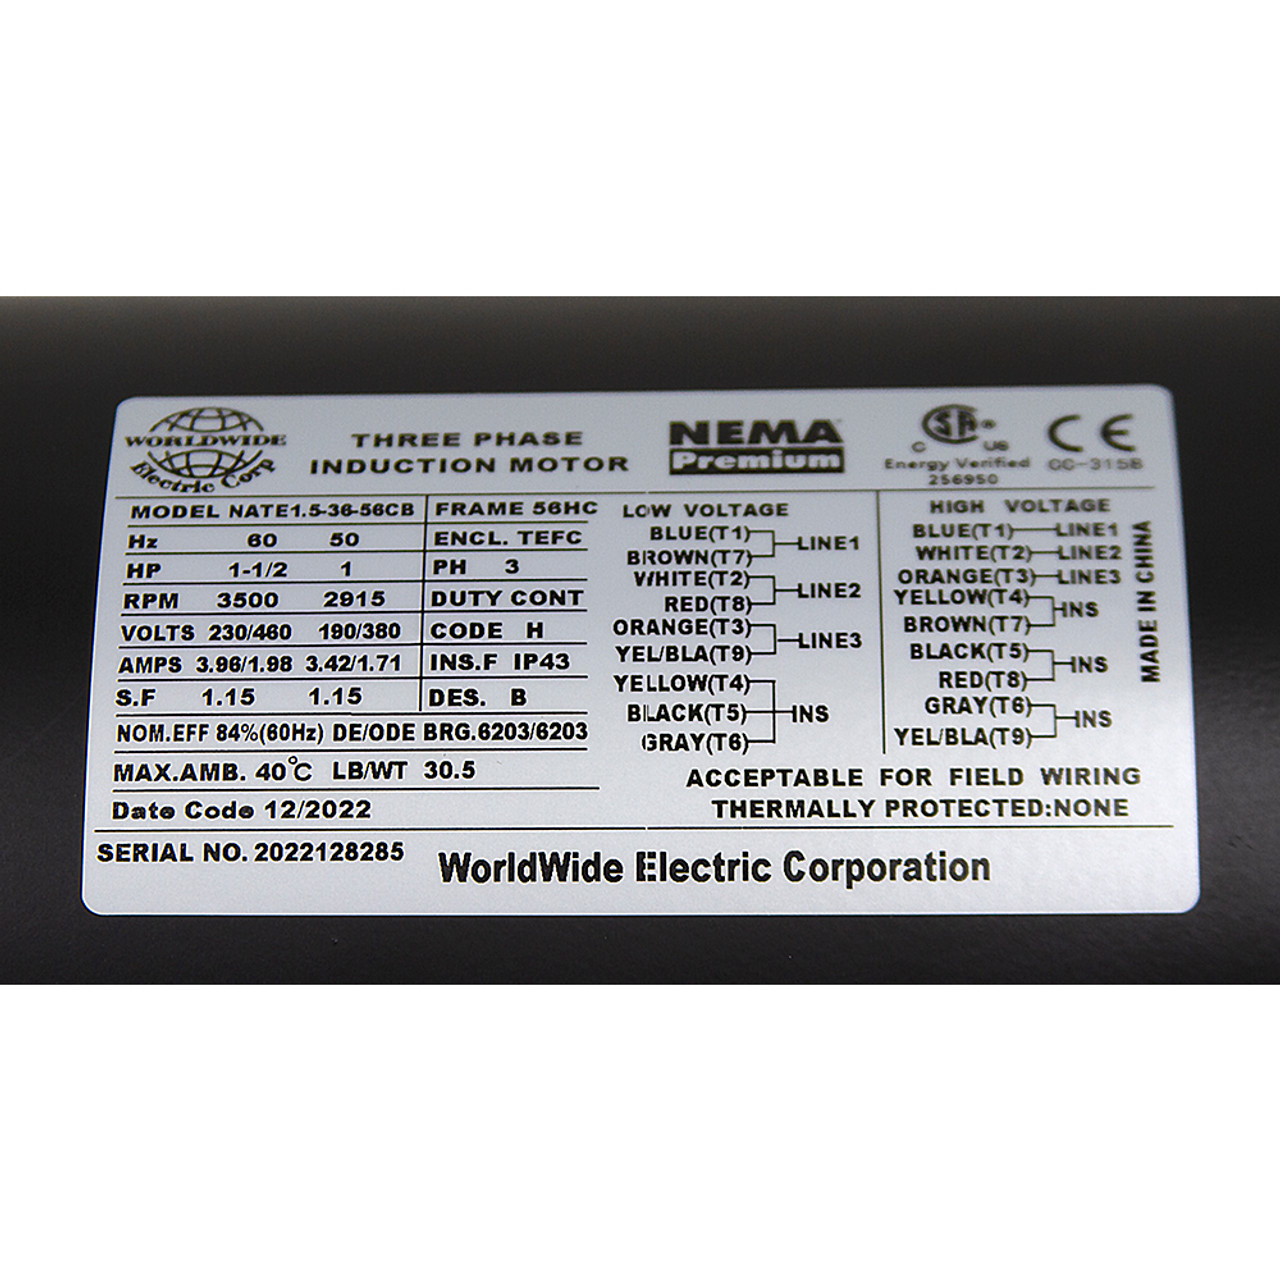 WORLDWIDE
Electric Corp
THREE PHASE
INDUCTION MOTOR
NEMA
Premium
CSA® US
Energy Verified
256950
CE
CC-315B
MODEL NATE1.5-36-56CB
FRAME 56HC
Hz 60 50
ENCL. TEFC
HP 1-1/2 1
PH 3
RPM 3500 2915
DUTY CONT
VOLTS 230/460 190/380
CODE H
AMPS 3.96/1.98 3.42/1.71
INS.F IP43
S.F 1.15 1.15
DES. B
NOM.EFF 84%(60Hz) DE/ODE BRG.6203/6203
MAX.AMB. 40°C LB/WT 30.5
Date Code 12/2022
LOW VOLTAGE
BLUE(T1)
BROWN(T7)
LINE1
WHITE(T2)
RED(T8)
LINE2
ORANGE(T3)
YEL/BLA(T9)
LINE3
YELLOW(T4)
BLACK(T5)
GRAY(T6)
INS
HIGH VOLTAGE
BLUE(T1) LINE1
WHITE(T2) LINE2
ORANGE(T3) LINE3
YELLOW(T4)
BROWN(T7)
INS
BLACK(T5)
RED(T8)
INS
GRAY(T6)
YEL/BLA(T9)
INS
MADE IN CHINA
ACCEPTABLE FOR FIELD WIRING
THERMALLY PROTECTED:NONE
SERIAL NO. 2022128285
WorldWide Electric Corporation